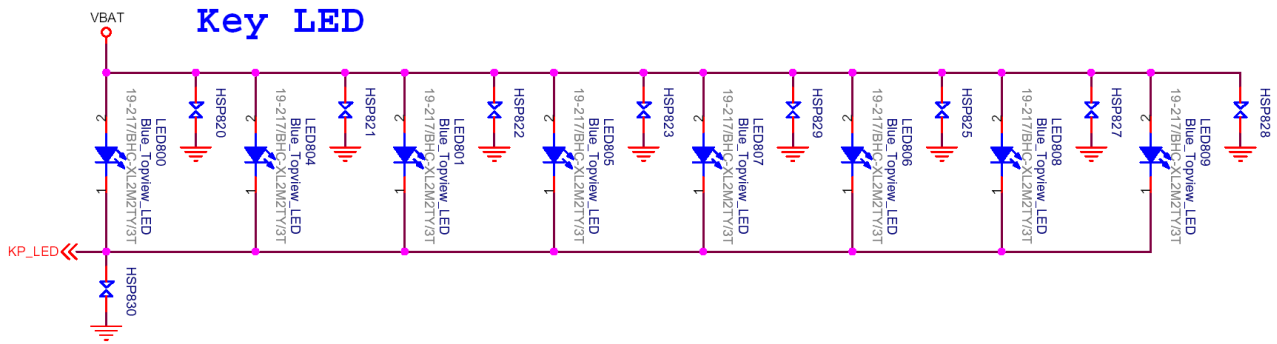 VBAT
Key LED
2
1
LED800
Blue_Topview_LED
19-217/BHC-XL2M2TY/3T
HSP820
2
1
LED804
Blue_Topview_LED
19-217/BHC-XL2M2TY/3T
HSP821
2
1
LED801
Blue_Topview_LED
19-217/BHC-XL2M2TY/3T
HSP822
2
1
LED805
Blue_Topview_LED
19-217/BHC-XL2M2TY/3T
HSP823
2
1
LED807
Blue_Topview_LED
19-217/BHC-XL2M2TY/3T
HSP829
2
1
LED806
Blue_Topview_LED
19-217/BHC-XL2M2TY/3T
HSP825
2
1
LED808
Blue_Topview_LED
19-217/BHC-XL2M2TY/3T
HSP827
2
1
LED809
Blue_Topview_LED
19-217/BHC-XL2M2TY/3T
HSP828
KP_LED
HSP830